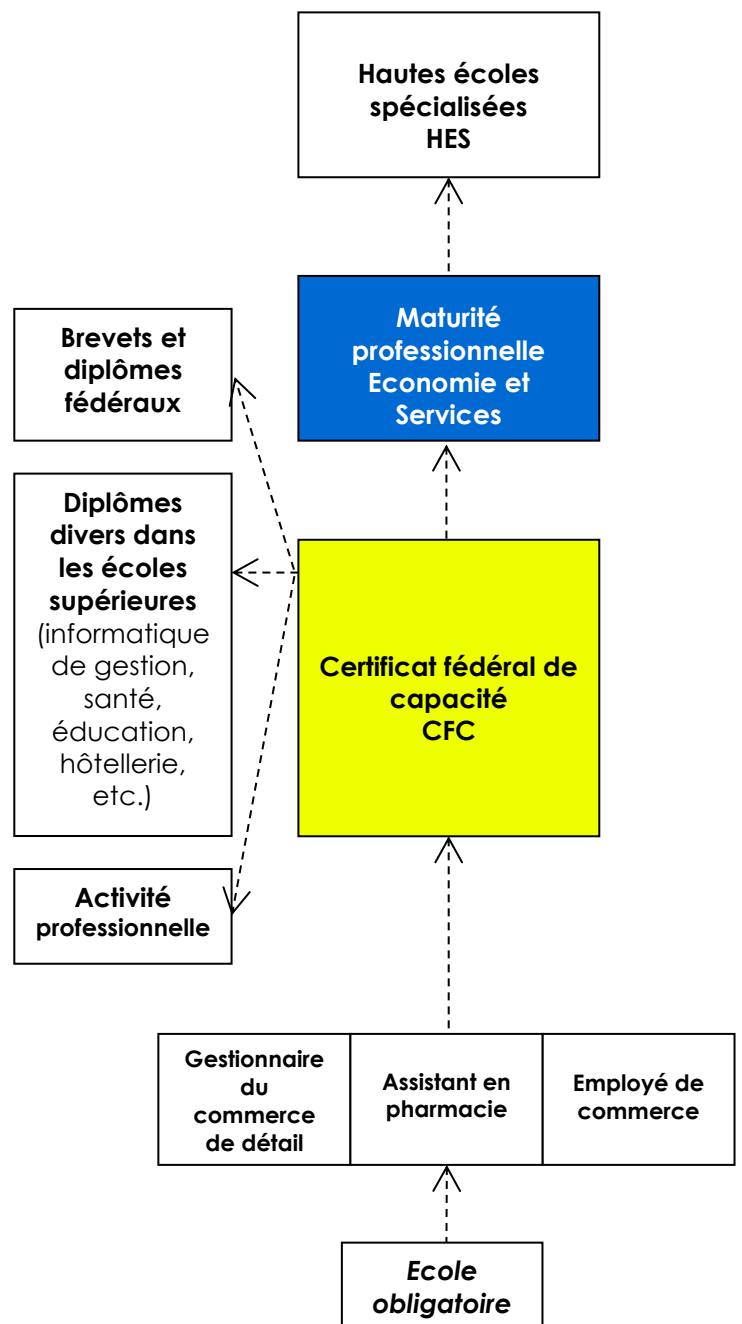 Hautes écoles
spécialisées
HES
Maturité
professionnelle
Economie et
Services
Brevets et
diplômes
fédéraux
Diplômes
divers dans
les écoles
supérieures
(informatique
de gestion,
santé,
éducation,
hôtellerie,
etc.)
Certificat fédéral de
capacité
CFC
Activité
professionnelle
Gestionnaire
du
commerce
de détail
Assistant en
pharmacie
Employé de
commerce
Ecole
obligatoire